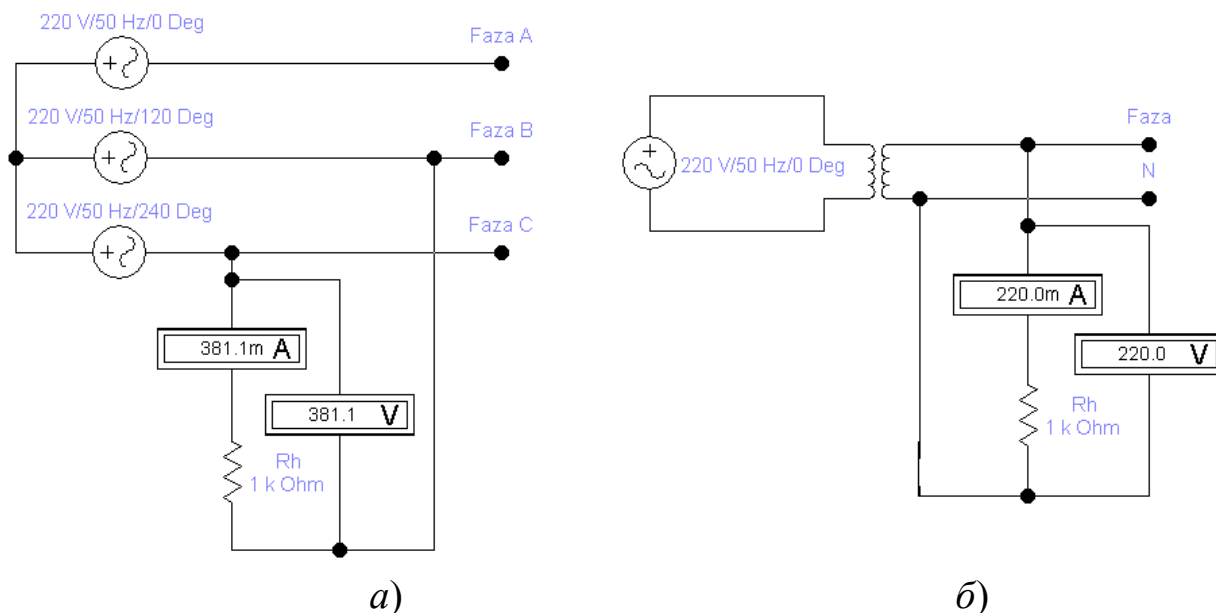 220 V/50 Hz/0 Deg
Faza A
220 V/50 Hz/120 Deg
Faza B
220 V/50 Hz/240 Deg
Faza C
381.1m A
381.1 V
Rh
1 k Ohm
а)
220 V/50 Hz/0 Deg
Faza
N
220.0m A
220.0 V
Rh
1 k Ohm
б)